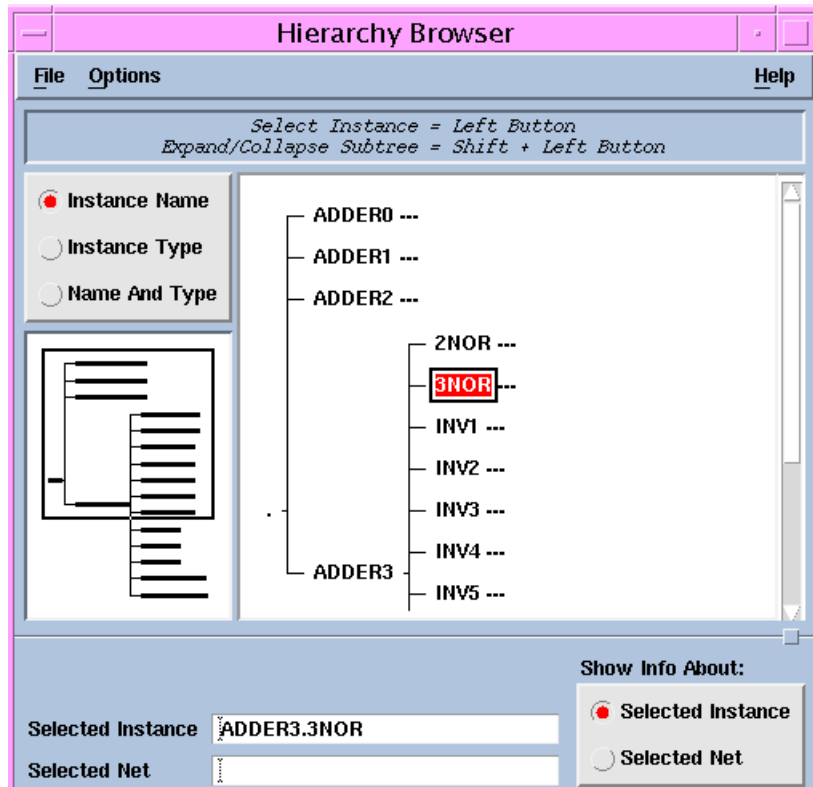 Hierarchy Browser
File Options Help
Select Instance = Left Button
Expand/Collapse Subtree = Shift + Left Button
Instance Name
Instance Type
Name And Type
ADDER0 ---
ADDER1 ---
ADDER2 ---
2NOR ---
3NOR ---
INV1 ---
INV2 ---
INV3 ---
INV4 ---
ADDER3
INV5 ---
Show Info About:
Selected Instance
Selected Net
Selected Instance ADDER3.3NOR
Selected Net